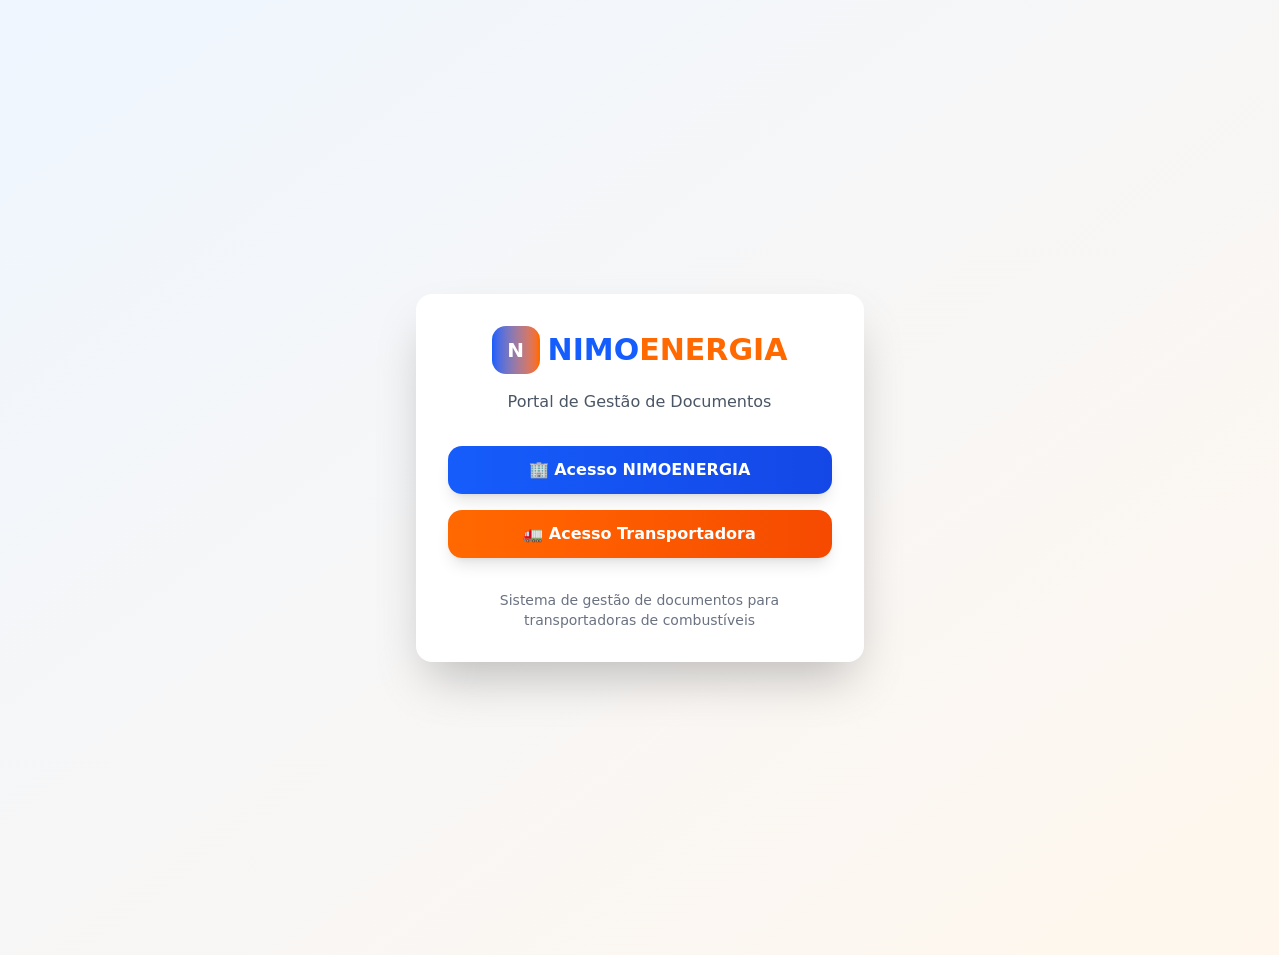 N NIMOENERGIA
Portal de Gestão de Documentos
🏢 Acesso NIMOENERGIA
🚛 Acesso Transportadora
Sistema de gestão de documentos para
transportadoras de combustíveis